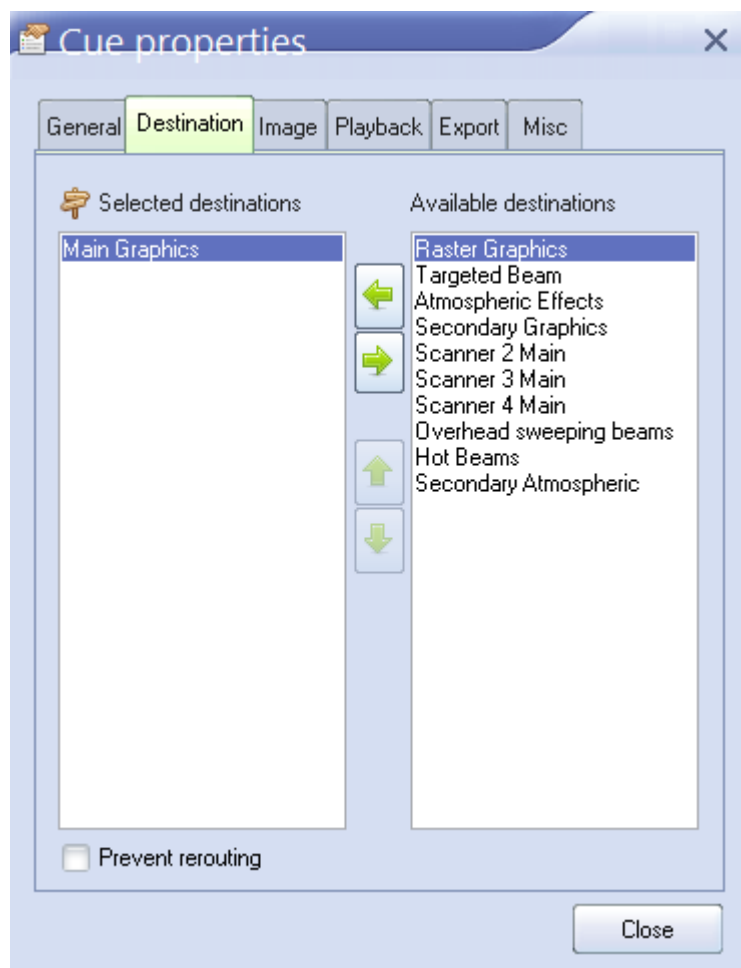 Cue properties
General Destination Image Playback Export Misc
Selected destinations
Main Graphics
Available destinations
Raster Graphics
Targeted Beam
Atmospheric Effects
Secondary Graphics
Scanner 2 Main
Scanner 3 Main
Scanner 4 Main
Overhead sweeping beams
Hot Beams
Secondary Atmospheric
Prevent rerouting
Close